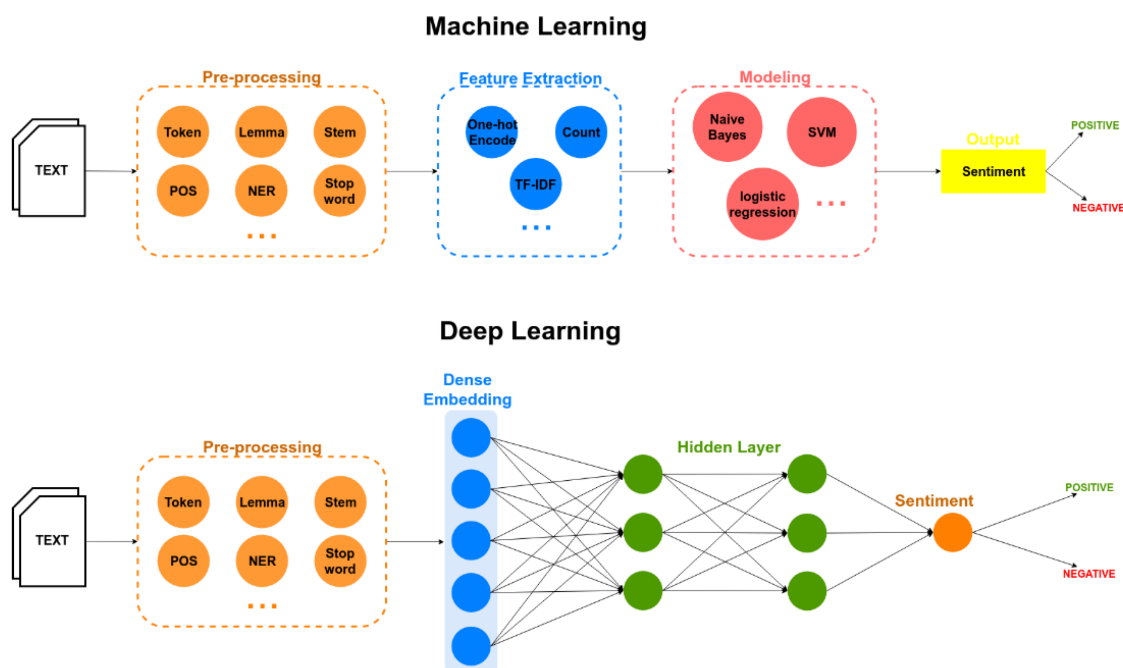 Machine Learning
Pre-processing
Feature Extraction
Modeling
Token
Lemma
Stem
One-hot
Encode
Count
Naive
Bayes
SVM
POSITIVE
Output
TEXT
Sentiment
POS
NER
Stop
word
TF-IDF
logistic
regression
NEGATIVE
...
...
...
Deep Learning
Dense
Embedding
Pre-processing
Hidden Layer
Token
Lemma
Stem
POSITIVE
Sentiment
TEXT
POS
NER
Stop
word
NEGATIVE
...